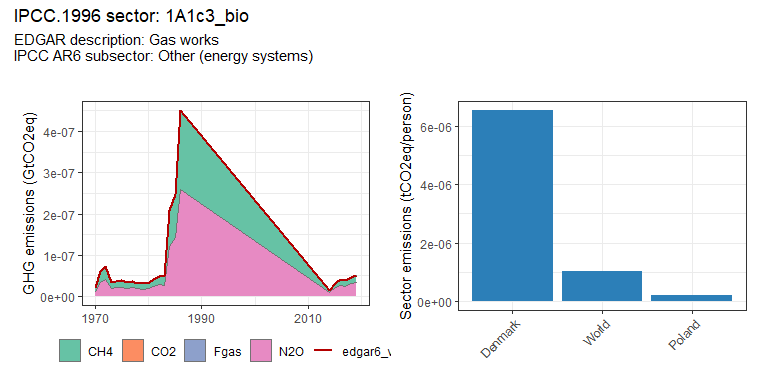 IPCC.1996 sector: 1A1c3_bio
EDGAR description: Gas works
IPCC AR6 subsector: Other (energy systems)
GHG emissions (GtCO2eq)
4e-07
3e-07
2e-07
1e-07
0e+00
1970
1990
2010
CH4
CO2
Fgas
N2O
edgar6_v
Sector emissions (tCO2eq/person)
6e-06
4e-06
2e-06
0e+00
Denmark
World
Poland